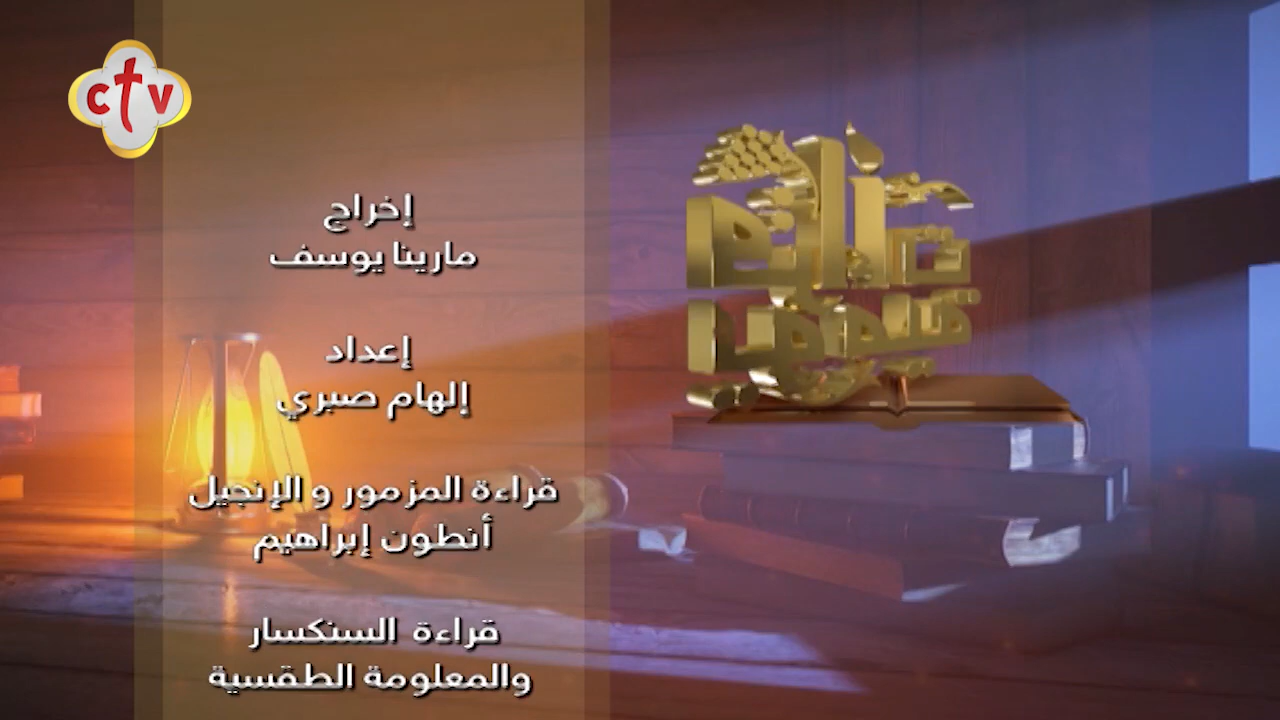 ctv
إخراج
مارينا يوسف
إعداد
إلهام صبري
قراءة المزمور و الإنجيل
أنطون إبراهيم
قراءة السنكسار
والمعلومة الطقسية